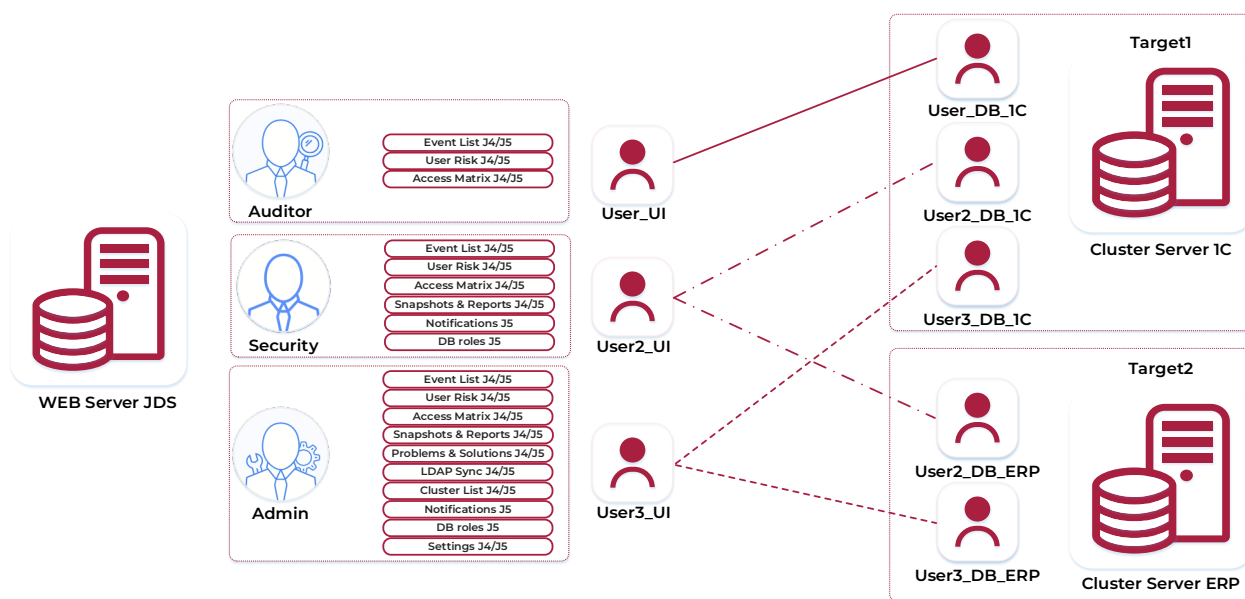 WEB Server JDS
Auditor
Event List J4/J5
User Risk J4/J5
Access Matrix J4/J5
Security
Event List J4/J5
User Risk J4/J5
Access Matrix J4/J5
Snapshots & Reports J4/J5
Notifications J5
DB roles J5
Admin
Event List J4/J5
User Risk J4/J5
Access Matrix J4/J5
Snapshots & Reports J4/J5
Problems & Solutions J4/J5
LDAP Sync J4/J5
Cluster List J4/J5
Notifications J5
DB roles J5
Settings J4/J5
User_UI
User2_UI
User3_UI
Target1
User_DB_1C
User2_DB_1C
User3_DB_1C
Cluster Server 1C
Target2
User2_DB_ERP
User3_DB_ERP
Cluster Server ERP